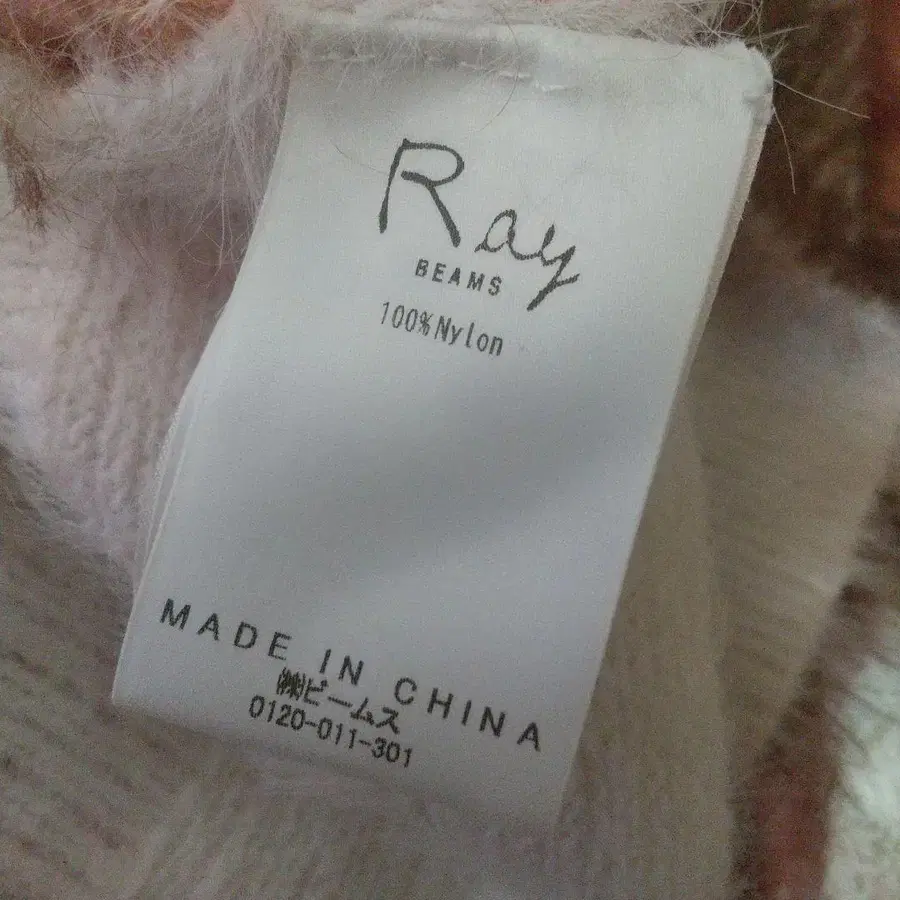 Ray
BEAMS
100%Nylon
MADE IN CHINA
㈱ビームス
0120-011-301